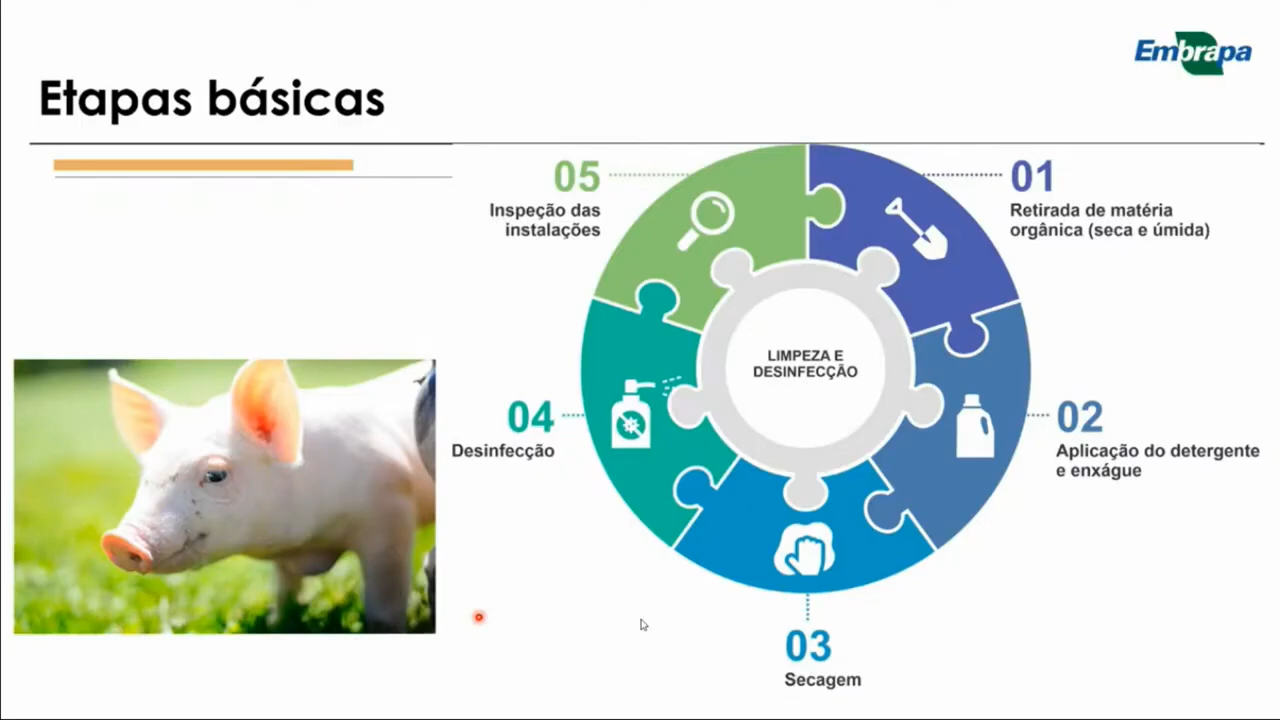 Embrapa
Etapas básicas
05
Inspeção das
instalações
01
Retirada de matéria
orgânica (seca e úmida)
LIMPEZA E
DESINFECÇÃO
04
Desinfecção
02
Aplicação do detergente
e enxágue
03
Secagem